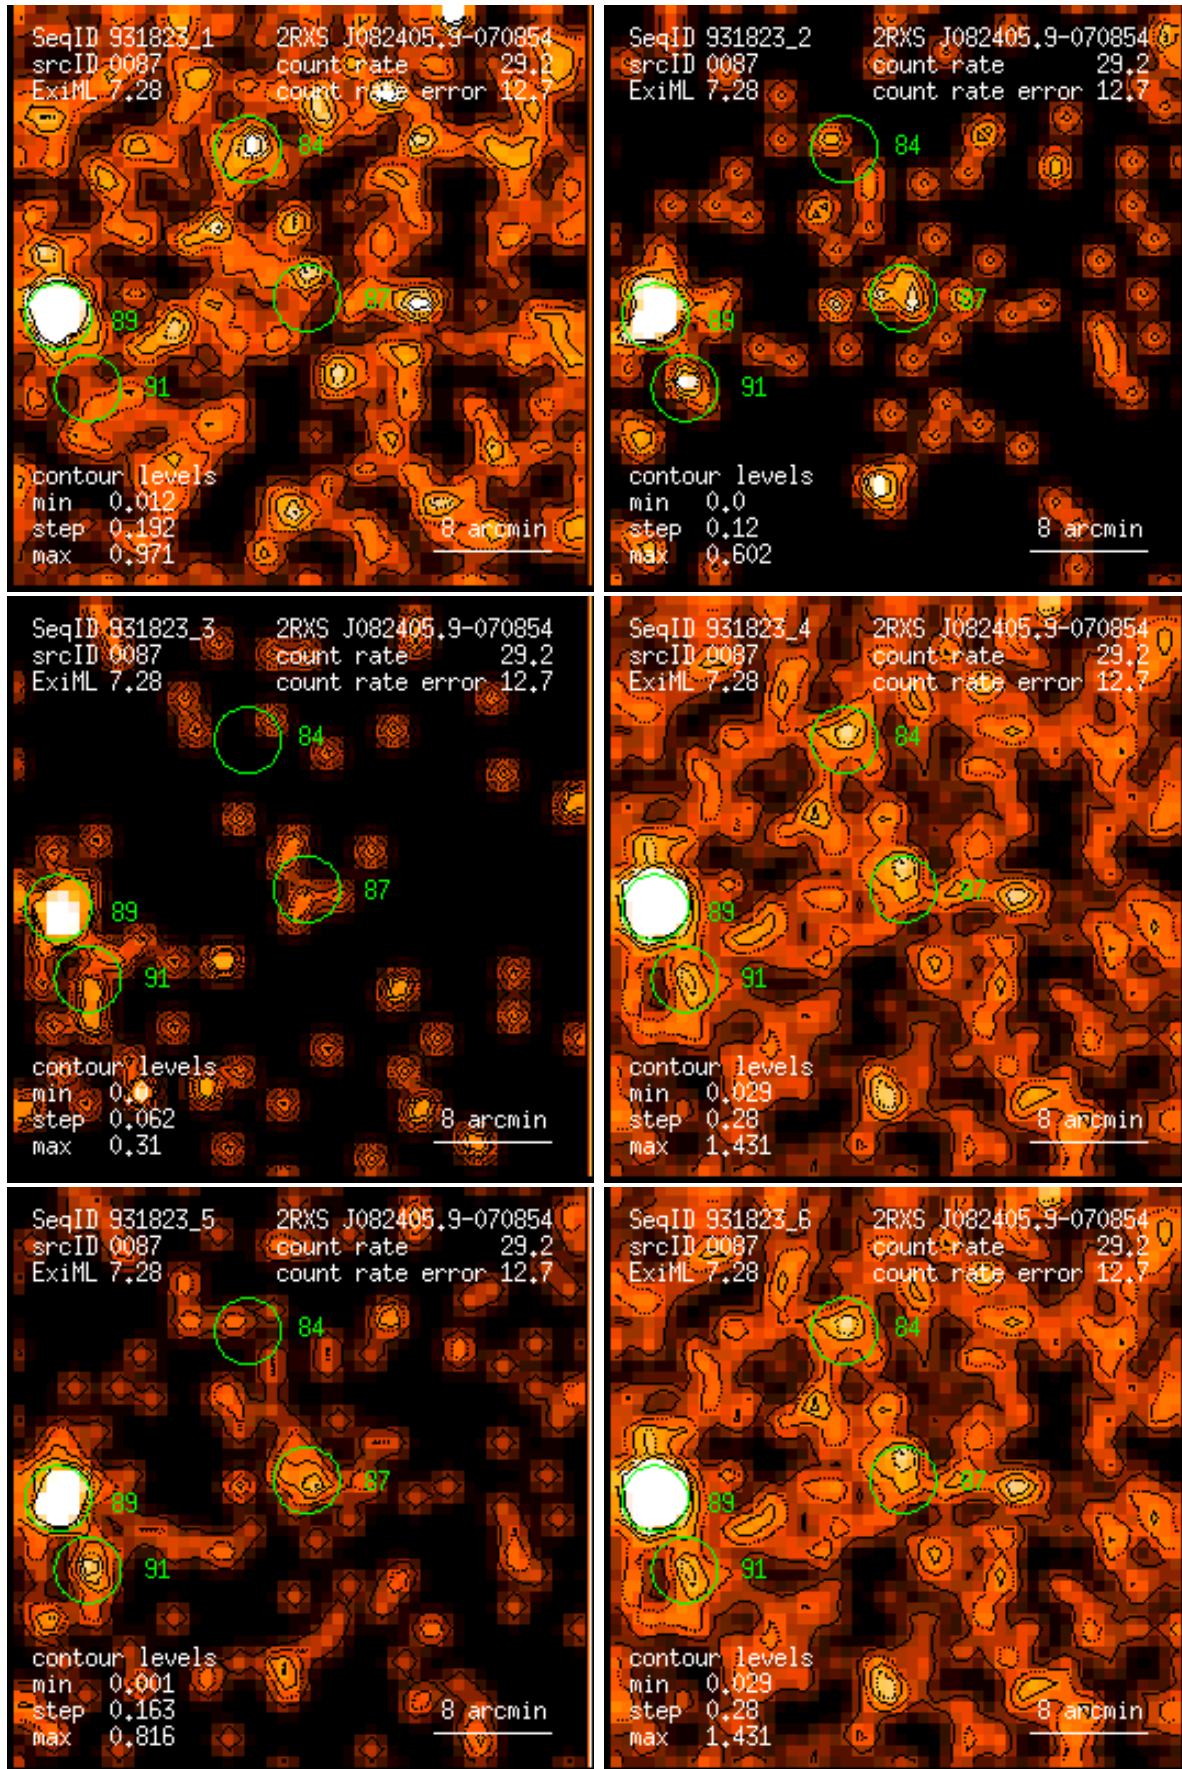 SeqID 931823_1 2RXS J082405.9-070854
srcID 0087 count rate 29.2
ExiML 7.28 count rate error 12.7
84
87
89
91
contour levels
min 0.012
step 0.192 8 arcmin
max 0.971
SeqID 931823_2 2RXS J082405.9-070854
srcID 0087 count rate 29.2
ExiML 7.28 count rate error 12.7
84
87
89
91
contour levels
min 0.0
step 0.12 8 arcmin
max 0.602
SeqID 931823_3 2RXS J082405.9-070854
srcID 0087 count rate 29.2
ExiML 7.28 count rate error 12.7
84
87
89
91
contour levels
min
step 0.062 8 arcmin
max 0.31
SeqID 931823_4 2RXS J082405.9-070854
srcID 0087 count rate 29.2
ExiML 7.28 count rate error 12.7
84
87
89
91
contour levels
min 0.029
step 0.28 8 arcmin
max 1.431
SeqID 931823_5 2RXS J082405.9-070854
srcID 0087 count rate 29.2
ExiML 7.28 count rate error 12.7
84
87
89
91
contour levels
min 0.001
step 0.163 8 arcmin
max 0.816
SeqID 931823_6 2RXS J082405.9-070854
srcID 0087 count rate 29.2
ExiML 7.28 count rate error 12.7
84
87
89
91
contour levels
min 0.029
step 0.28 8 arcmin
max 1.431